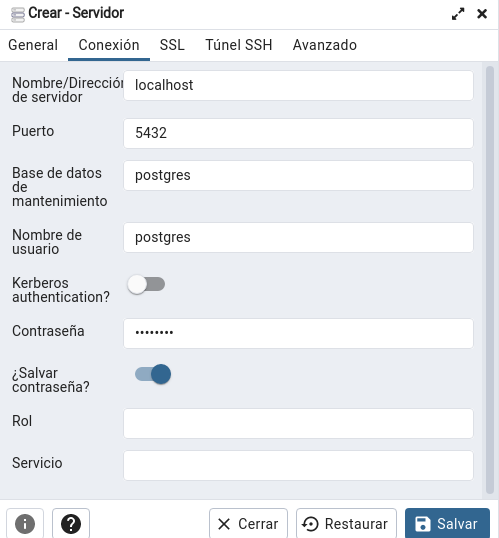 Crear - Servidor
General Conexión SSL Túnel SSH Avanzado
Nombre/Dirección
de servidor
localhost
Puerto
5432
Base de datos
de
mantenimiento
postgres
Nombre de
usuario
postgres
Kerberos
authentication?
Contraseña
••••••••
¿Salvar
contraseña?
Rol
Servicio
Cerrar Restaurar Salvar